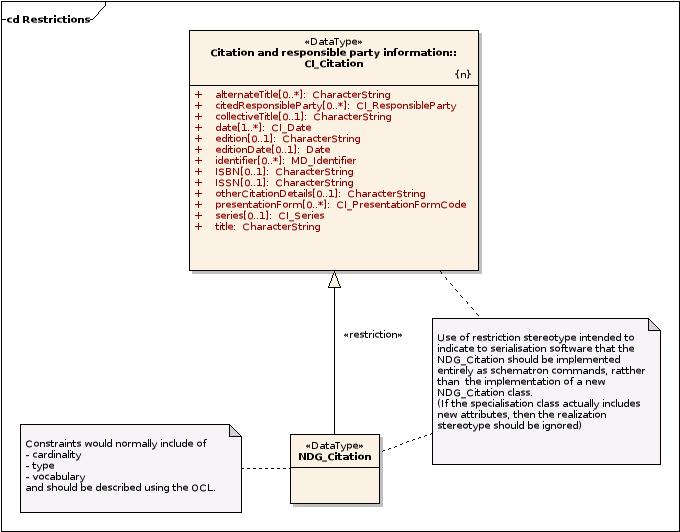 cd Restrictions
«DataType»
Citation and responsible party information::
CI_Citation
{n}
+ alternateTitle[0..*]: CharacterString
+ citedResponsibleParty[0..*]: CI_ResponsibleParty
+ collectiveTitle[0..1]: CharacterString
+ date[1..*]: CI_Date
+ edition[0..1]: CharacterString
+ editionDate[0..1]: Date
+ identifier[0..*]: MD_Identifier
+ ISBN[0..1]: CharacterString
+ ISSN[0..1]: CharacterString
+ otherCitationDetails[0..1]: CharacterString
+ presentationForm[0..*]: CI_PresentationFormCode
+ series[0..1]: CI_Series
+ title: CharacterString
«restriction»
Use of restriction stereotype intended to
indicate to serialisation software that the
NDG_Citation should be implemented
entirely as schematron commands, ratther
than the implementation of a new
NDG_Citation class.
(If the specialisation class actually includes
new attributes, then the realization
stereotype should be ignored)
Constraints would normally include of
- cardinality
- type
- vocabulary
and should be described using the OCL.
«DataType»
NDG_Citation